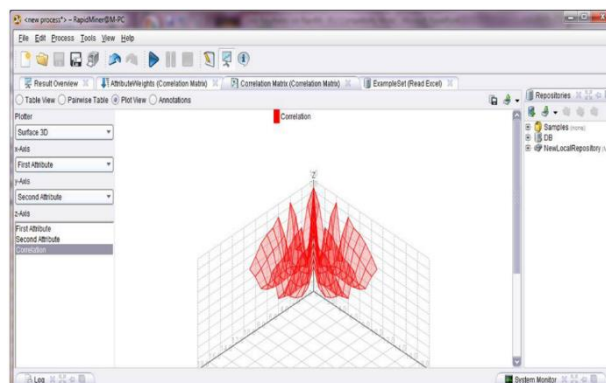 <new process*> – RapidMiner@M-PC
File Edit Process Tools View Help
Result Overview
AttributeWeights (Correlation Matrix)
Correlation Matrix (Correlation Matrix)
ExampleSet (Read Excel)
Table View Pairwise Table Plot View Annotations
Plotter
Surface 3D
x-Axis
First Attribute
y-Axis
Second Attribute
z-Axis
First Attribute
Second Attribute
Correlation
Correlation
Z
Repositories
Samples (none)
DB
NewLocalRepository
Log
System Monitor